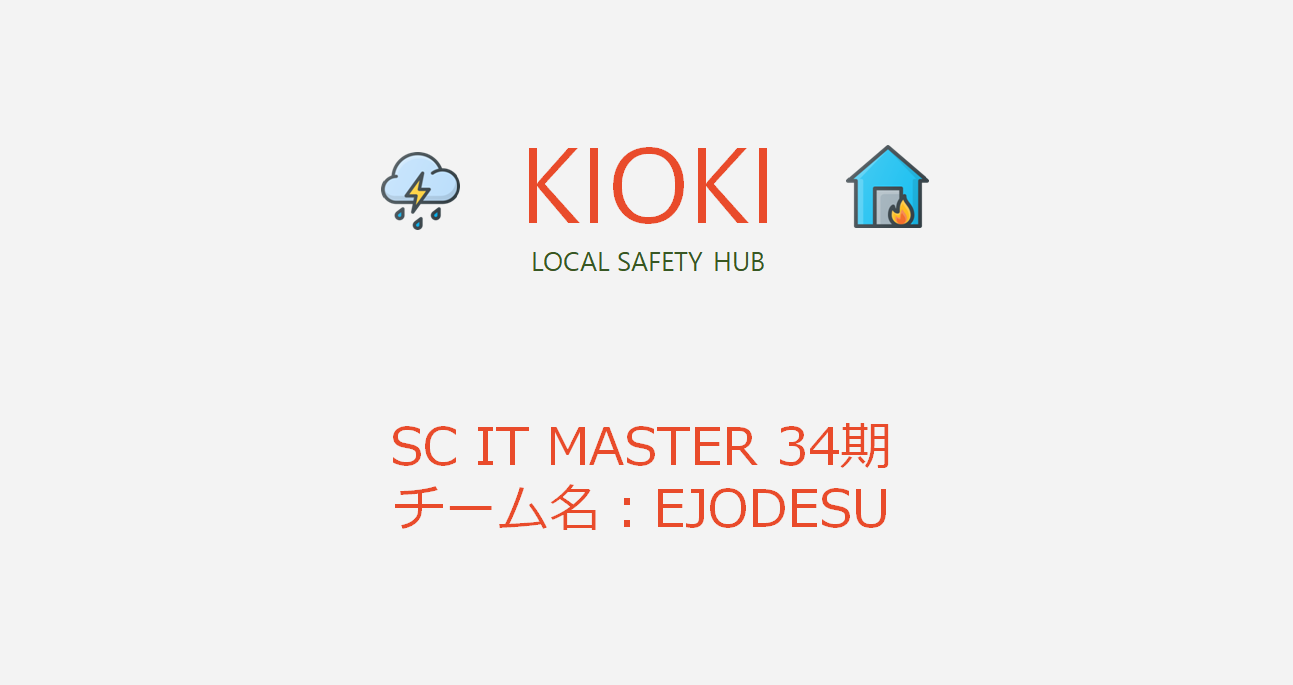 KIOKI
LOCAL SAFETY HUB
SC IT MASTER 34期
チーム名：EJODESU